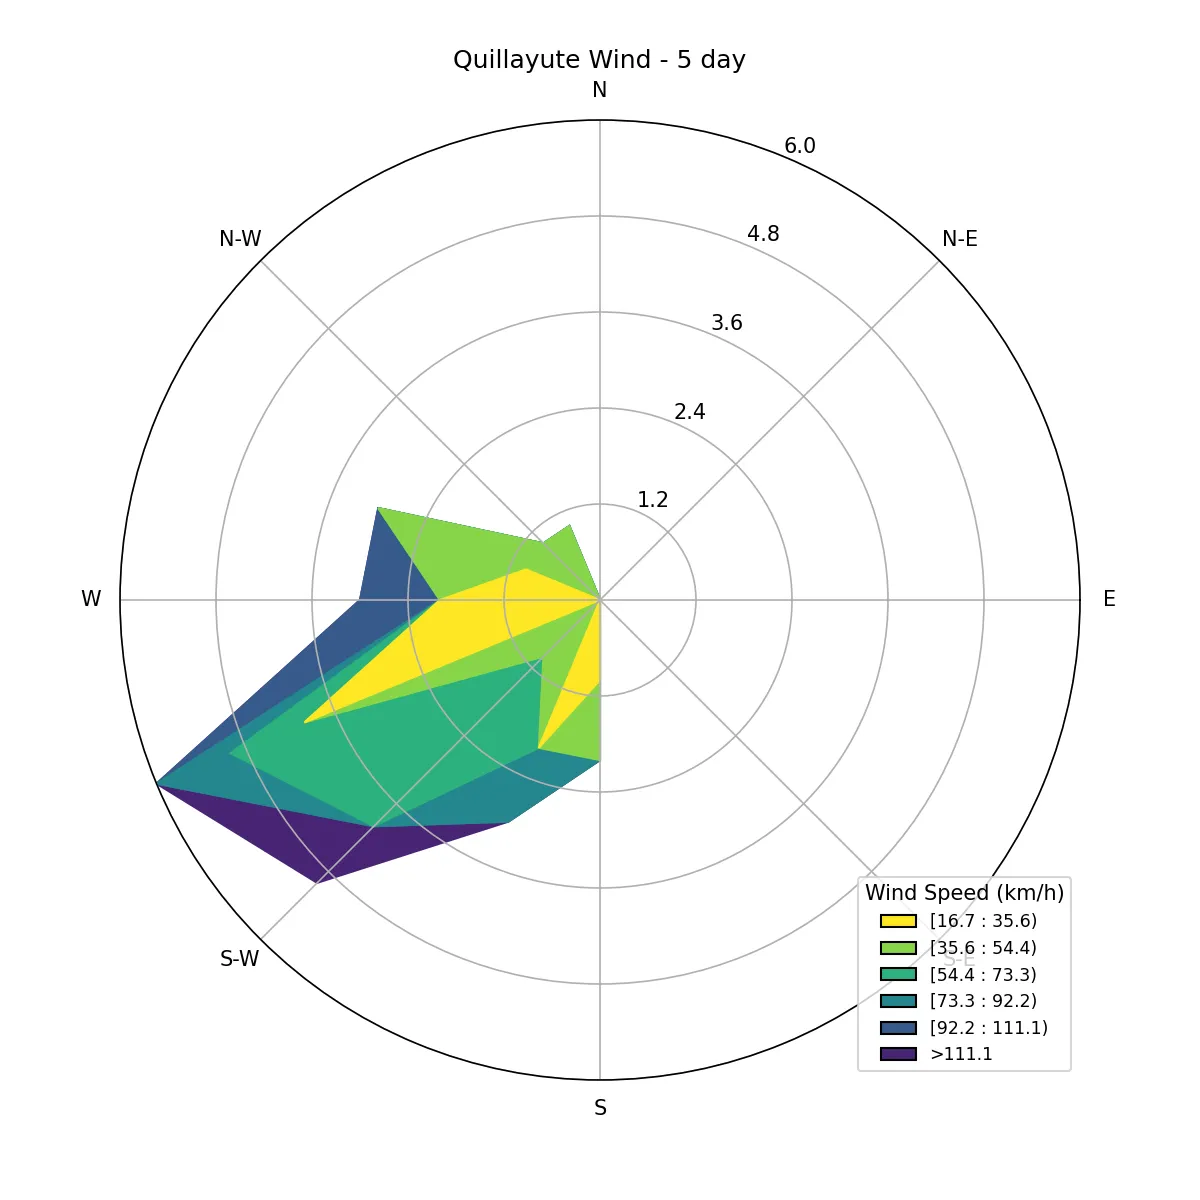 Quillayute Wind - 5 day
N
6.0
N-W
4.8
N-E
3.6
2.4
1.2
W
E
S-W
S-E
S
Wind Speed (km/h)
[16.7 : 35.6)
[35.6 : 54.4)
[54.4 : 73.3)
[73.3 : 92.2)
[92.2 : 111.1)
>111.1